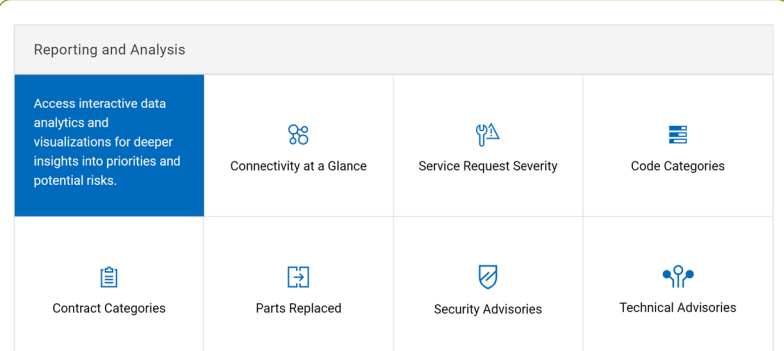 Reporting and Analysis
Access interactive data
analytics and
visualizations for deeper
insights into priorities and
potential risks.
Connectivity at a Glance
Service Request Severity
Code Categories
Contract Categories
Parts Replaced
Security Advisories
Technical Advisories